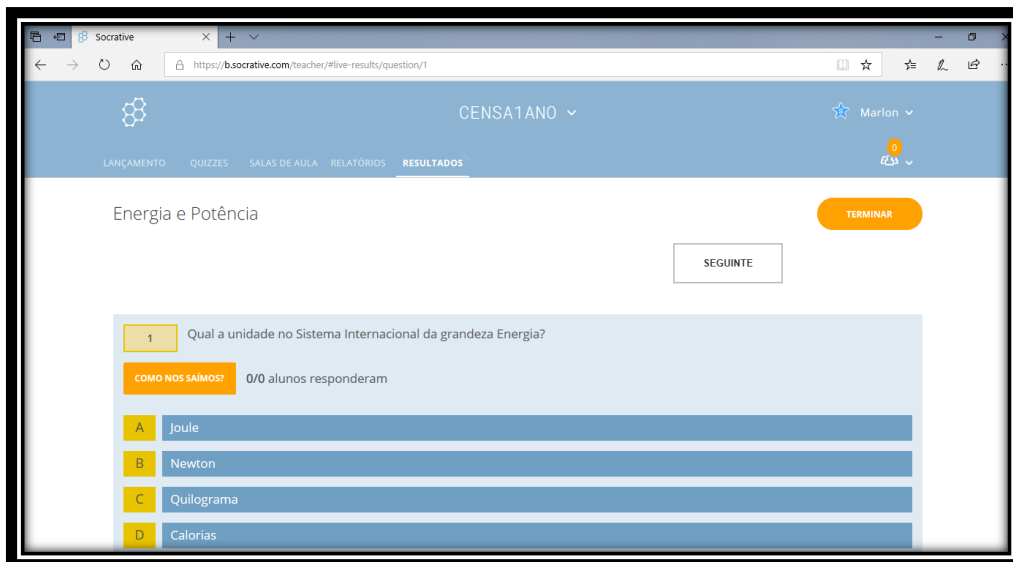 Socrative
https://b.socrative.com/teacher/#live-results/question/1
CENSA1ANO
Marlon
LANÇAMENTO QUIZZES SALAS DE AULA RELATÓRIOS RESULTADOS
0
Energia e Potência
TERMINAR
SEGUINTE
1 Qual a unidade no Sistema Internacional da grandeza Energia?
COMO NOS SAÍMOS? 0/0 alunos responderam
A Joule
B Newton
C Quilograma
D Calorias